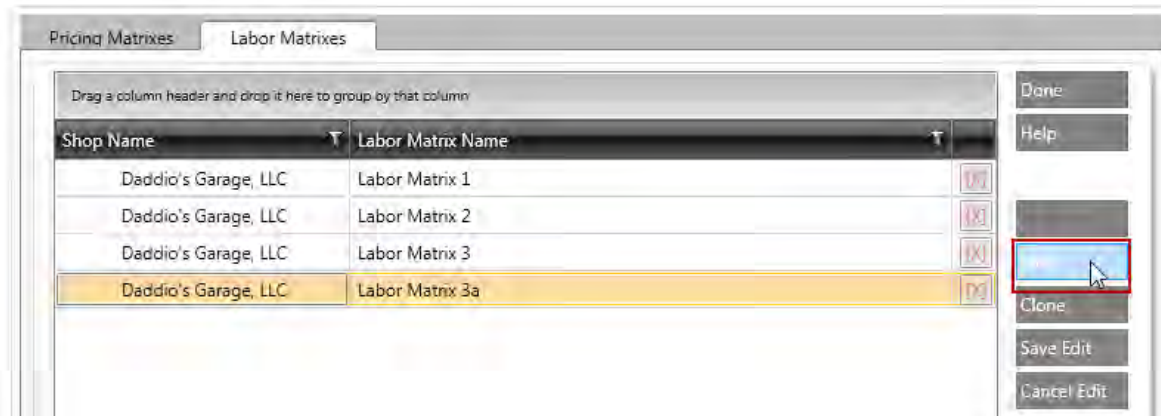 Pricing Matrixes Labor Matrixes
Drag a column header and drop it here to group by that column
Done
Shop Name Labor Matrix Name
Help
Daddio's Garage, LLC Labor Matrix 1 [X]
Daddio's Garage, LLC Labor Matrix 2 [X]
Daddio's Garage, LLC Labor Matrix 3 [X]
Daddio's Garage, LLC Labor Matrix 3a [X]
Clone
Save Edit
Cancel Edit